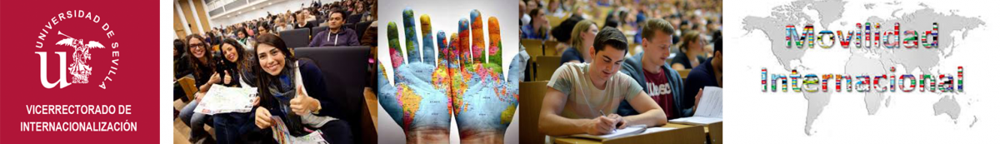 UNIVERSIDAD DE SEVILLA
VICERRECTORADO DE
INTERNACIONALIZACIÓN
Movilidad
Internacional